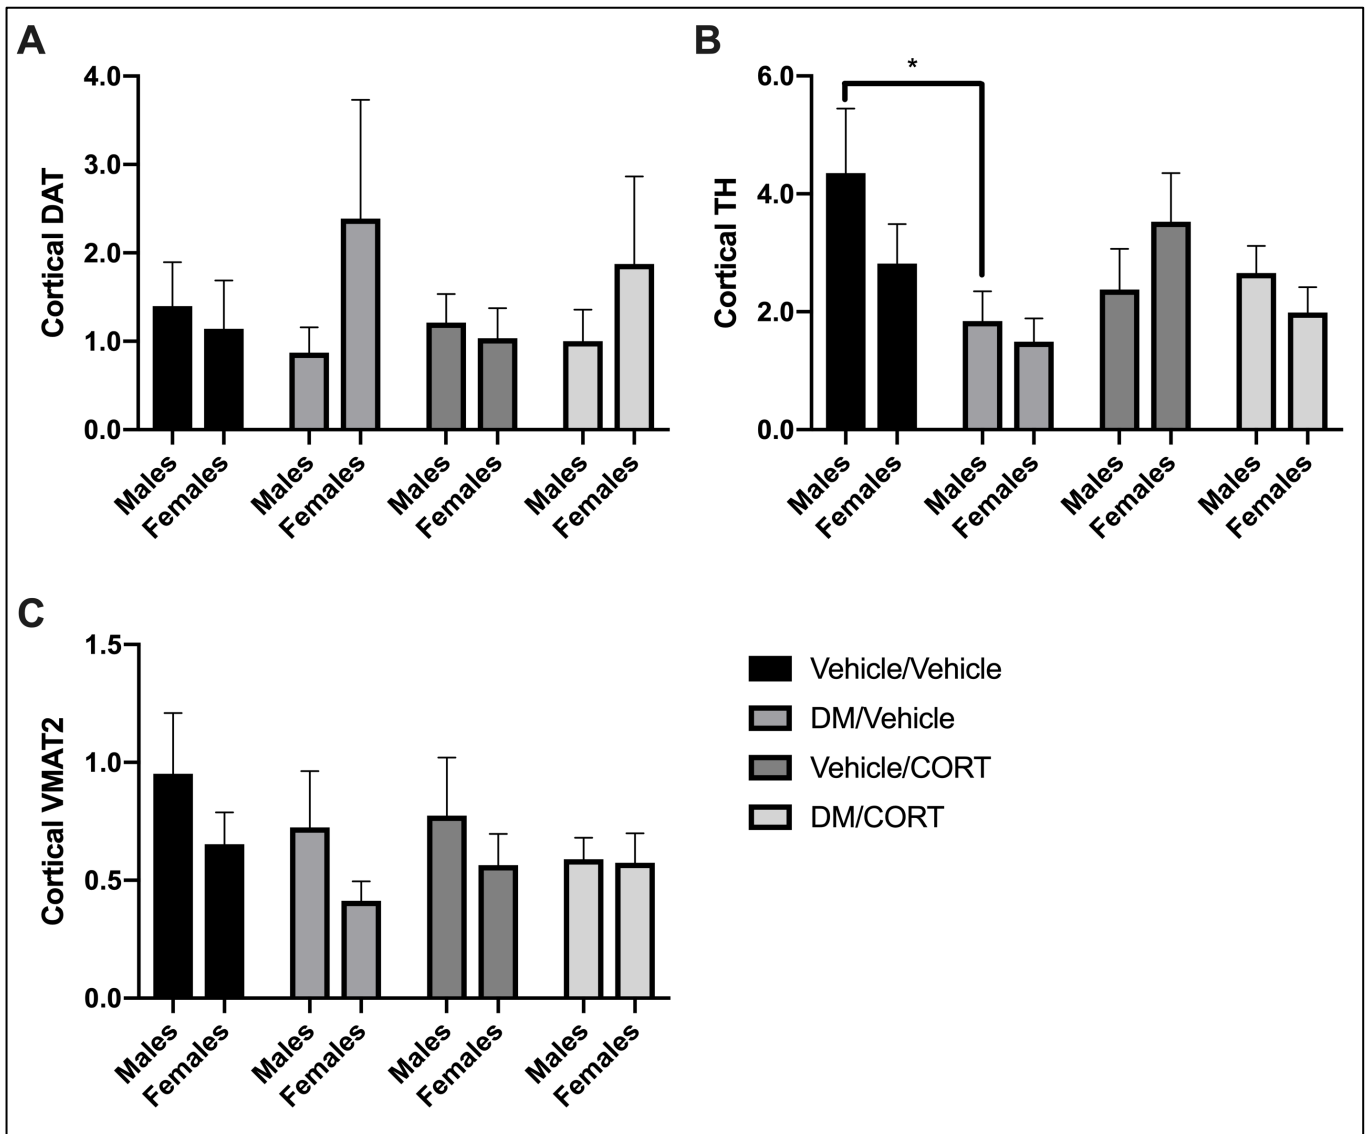 A
Cortical DAT
4.0
3.0
2.0
1.0
0.0
Males
Females
Males
Females
Males
Females
Males
Females
B
Cortical TH
6.0
4.0
2.0
0.0
*
Males
Females
Males
Females
Males
Females
Males
Females
C
Cortical VMAT2
1.5
1.0
0.5
0.0
Males
Females
Males
Females
Males
Females
Males
Females
Vehicle/Vehicle
DM/Vehicle
Vehicle/CORT
DM/CORT